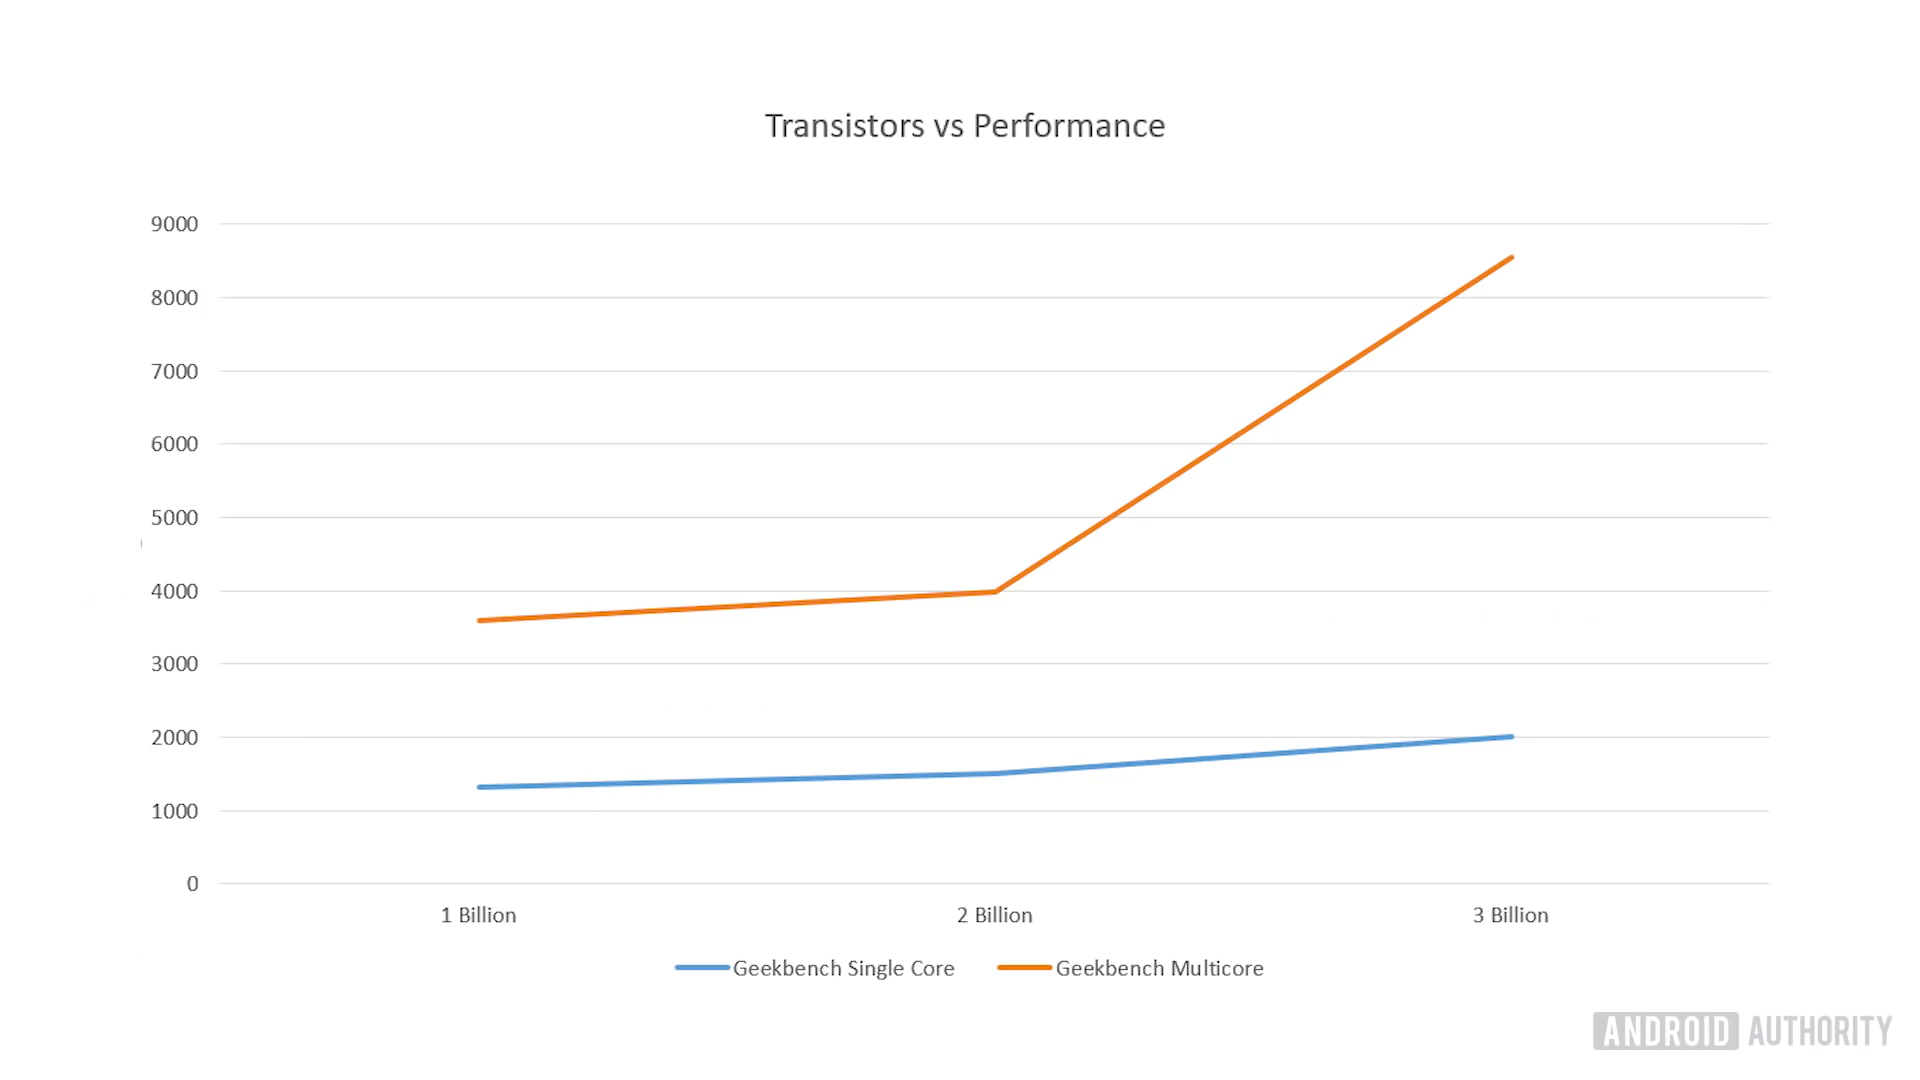 Transistors vs Performance
9000
8000
7000
6000
5000
4000
3000
2000
1000
0
1 Billion 2 Billion 3 Billion
Geekbench Single Core Geekbench Multicore
ANDROID AUTHORITY